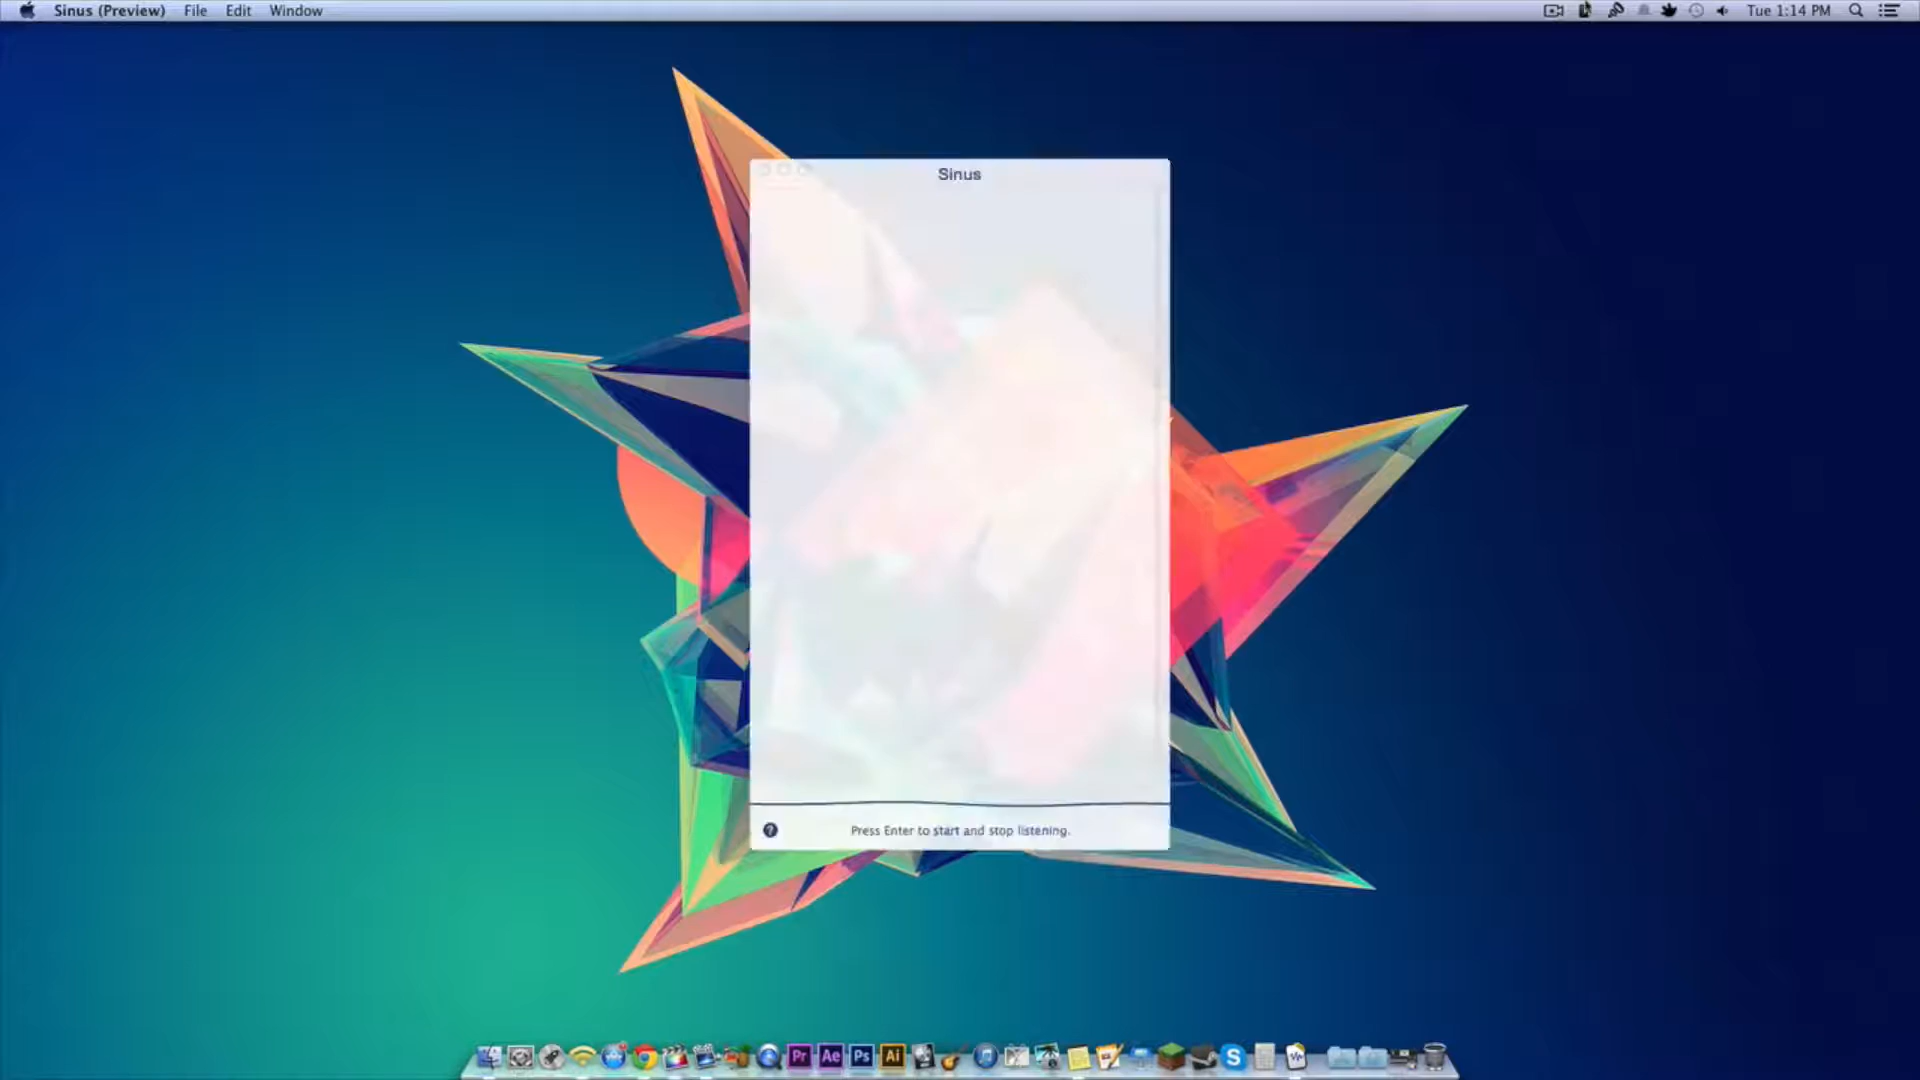 Sinus (Preview) File Edit Window Tue 1:14 PM
Sinus
?
Press Enter to start and stop listening.
Pr Ae Ps Ai S